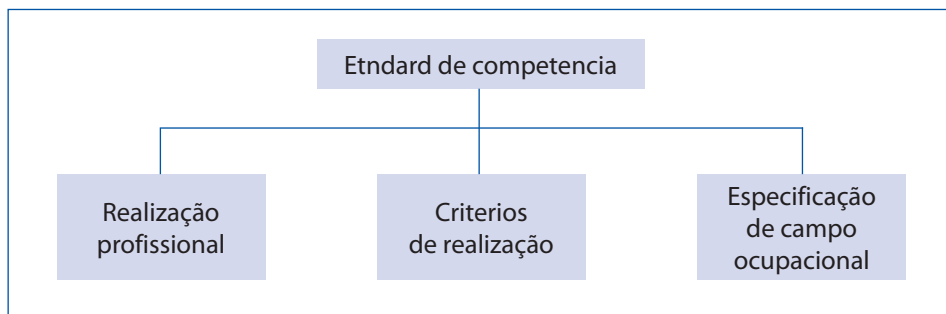 Etndard de competencia
Realização
profissional
Criterios
de realização
Especificação
de campo
ocupacional